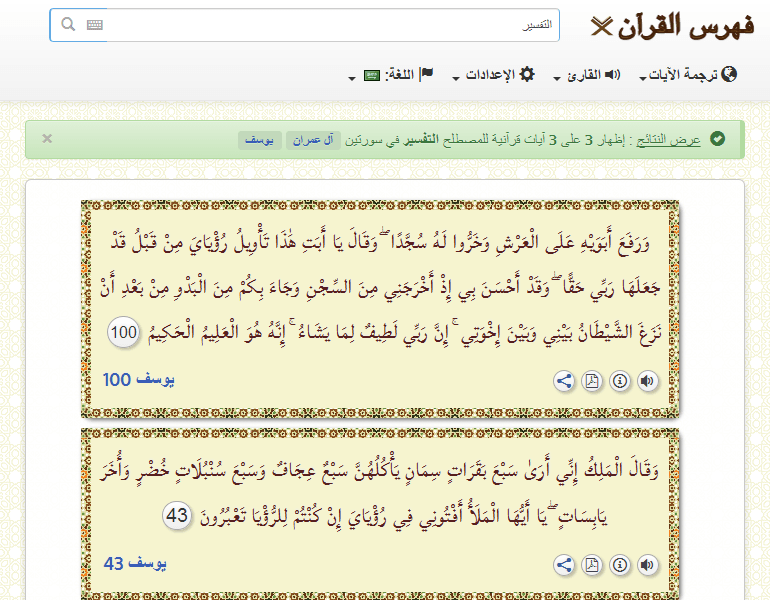 فهرس القرآن
التفسير
ترجمة الآيات
القارئ
الإعدادات
اللغة:
عرض النتائج : إظهار 3 على 3 آيات قرآنية للمصطلح التفسير في سورتين آل عمران يوسف
×
وَرَفَعَ أَبَوَيْهِ عَلَى الْعَرْشِ وَخَرُّوا لَهُ سُجَّدًا ۖ وَقَالَ يَا أَبَتِ هَٰذَا تَأْوِيلُ رُؤْيَايَ مِنْ قَبْلُ قَدْ
جَعَلَهَا رَبِّي حَقًّا ۖ وَقَدْ أَحْسَنَ بِي إِذْ أَخْرَجَنِي مِنَ السِّجْنِ وَجَاءَ بِكُمْ مِنَ الْبَدْوِ مِنْ بَعْدِ أَنْ
نَزَغَ الشَّيْطَانُ بَيْنِي وَبَيْنَ إِخْوَتِي ۚ إِنَّ رَبِّي لَطِيفٌ لِمَا يَشَاءُ ۚ إِنَّهُ هُوَ الْعَلِيمُ الْحَكِيمُ 100
يوسف 100
وَقَالَ الْمَلِكُ إِنِّي أَرَىٰ سَبْعَ بَقَرَاتٍ سِمَانٍ يَأْكُلُهُنَّ سَبْعٌ عِجَافٌ وَسَبْعَ سُنْبُلَاتٍ خُضْرٍ وَأُخَرَ
يَابِسَاتٍ ۖ يَا أَيُّهَا الْمَلَأُ أَفْتُونِي فِي رُؤْيَايَ إِنْ كُنْتُمْ لِلرُّؤْيَا تَعْبُرُونَ 43
يوسف 43